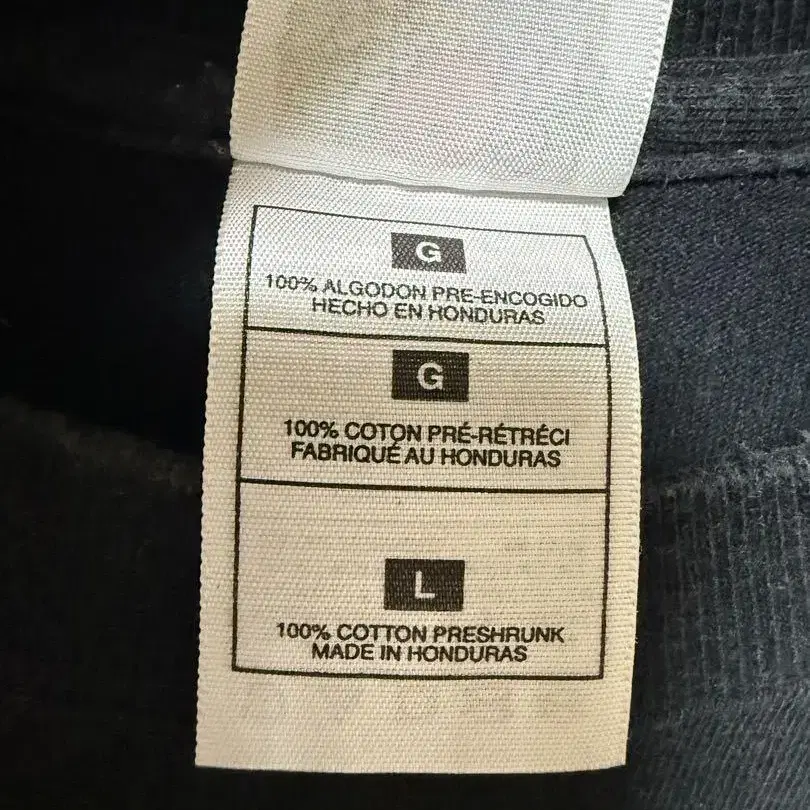 G
100% ALGODON PRE-ENCOGIDO
HECHO EN HONDURAS
G
100% COTON PRÉ-RÉTRÉCI
FABRIQUÉ AU HONDURAS
L
100% COTTON PRESHRUNK
MADE IN HONDURAS